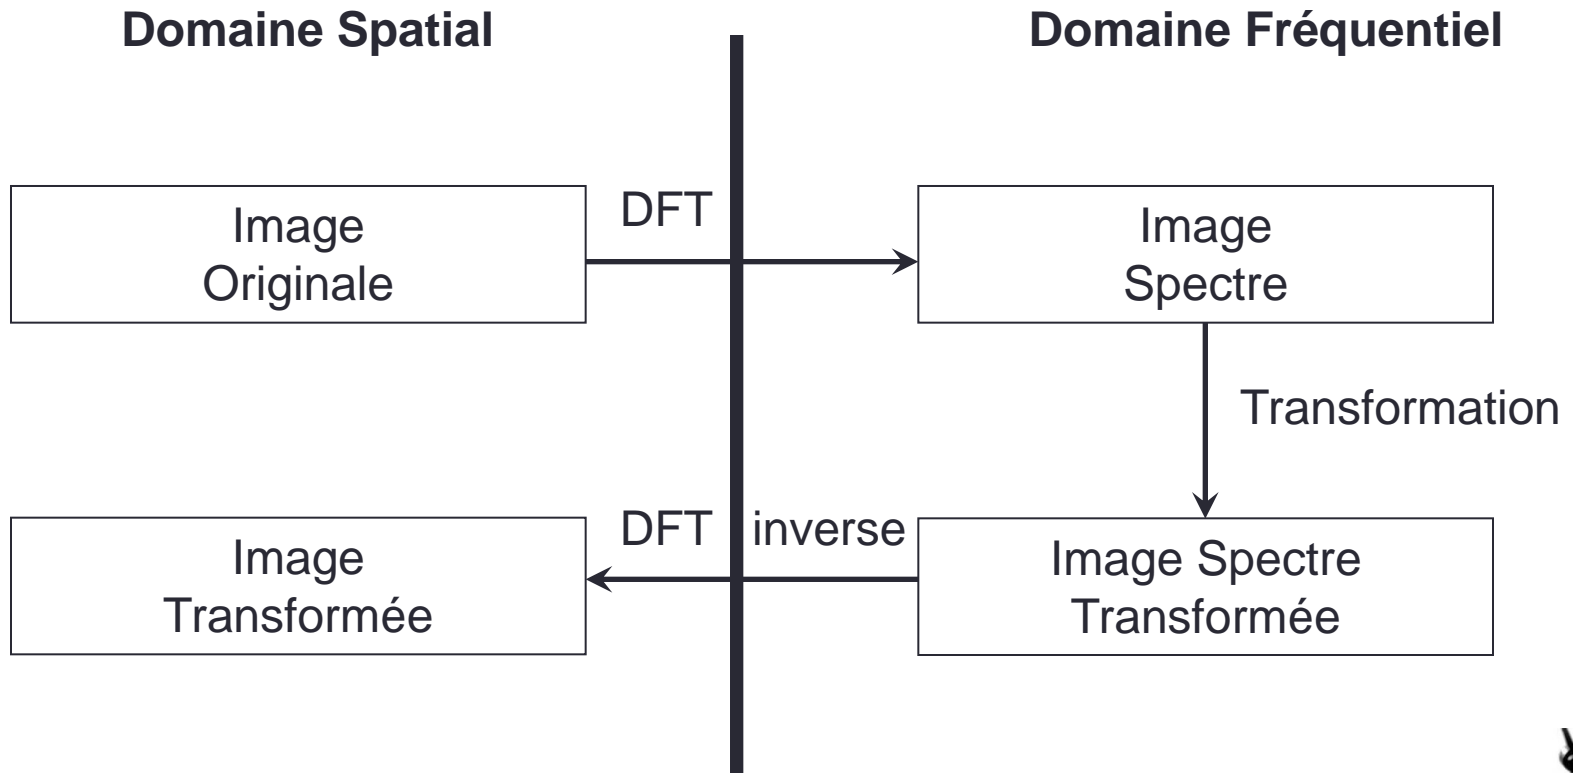 Domaine Spatial
Domaine Fréquentiel
Image
Originale
DFT
Image
Spectre
Transformation
Image
Transformée
DFT inverse
Image Spectre
Transformée